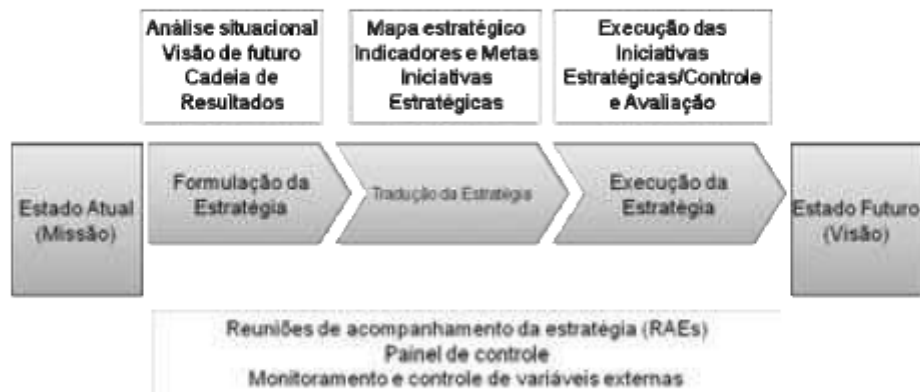 Análise situacional
Visão de futuro
Cadeia de
Resultados
Mapa estratégico
Indicadores e Metas
Iniciativas
Estratégicas
Execução das
Iniciativas
Estratégicas/Controle
e Avaliação
Estado Atual
(Missão)
Formulação da
Estratégia
Tradução da Estratégia
Execução da
Estratégia
Estado Futuro
(Visão)
Reuniões de acompanhamento da estratégia (RAEs)
Painel de controle
Monitoramento e controle de variáveis externas